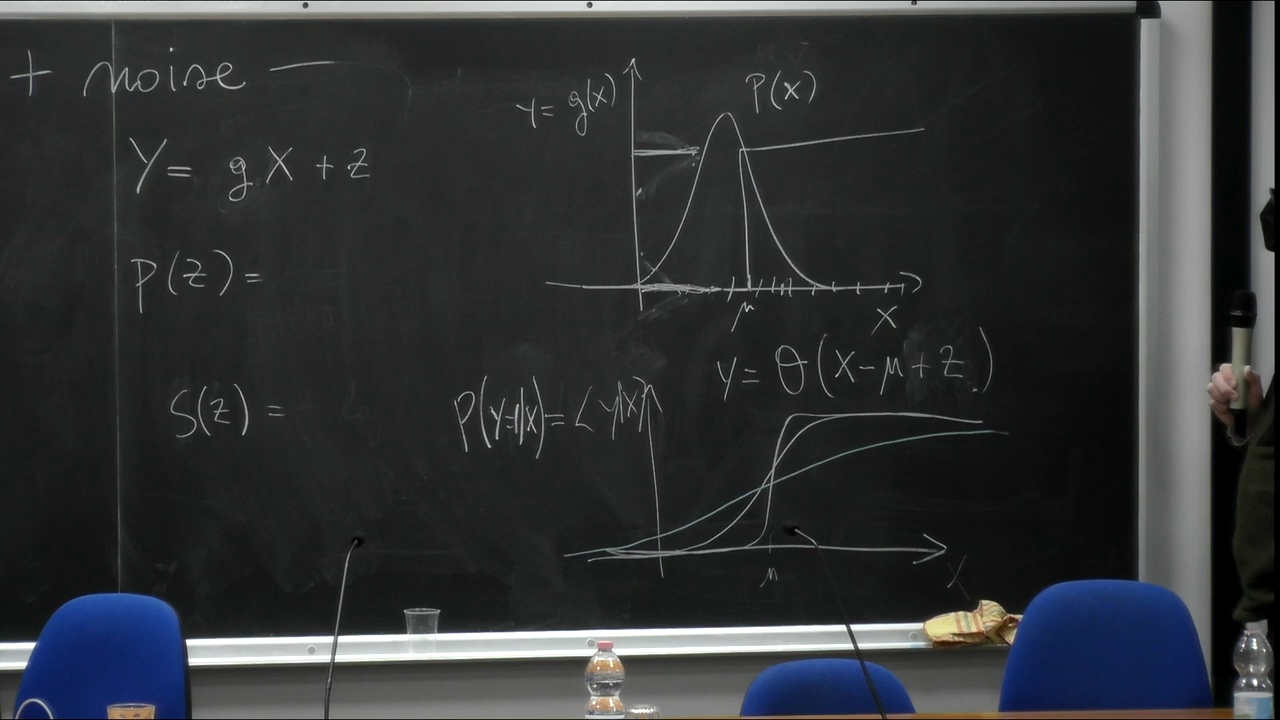 + noise
Y = g X + z
P(z) =
S(z) =
Y = g(x)
P(x)
μ
X
Y = θ(X - μ + z)
P(Y=1|X) = < Y|X>
μ
X